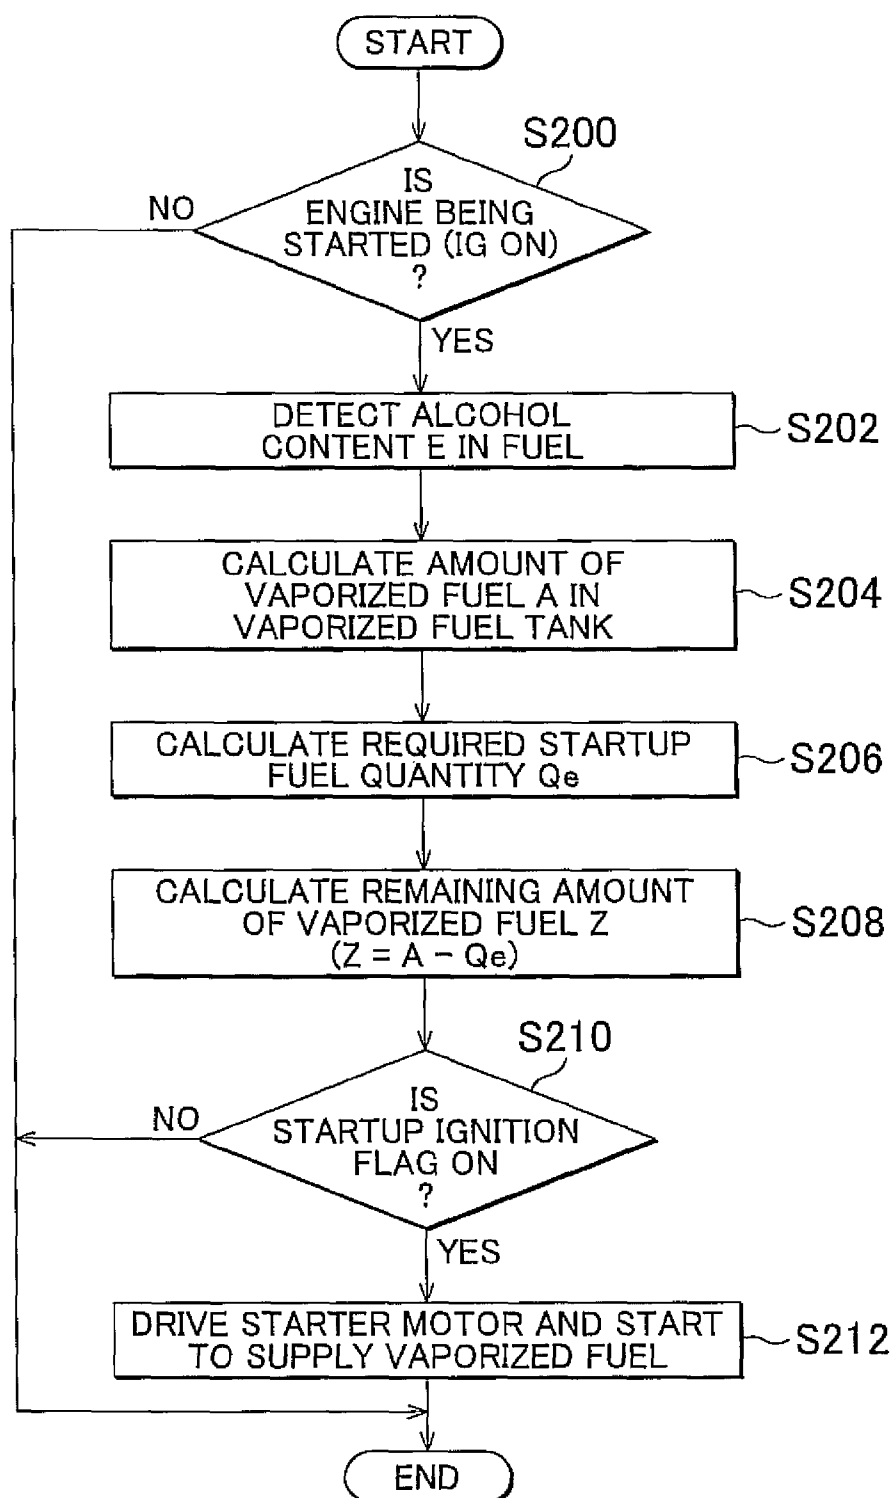 START
S200
IS
ENGINE BEING
STARTED (IG ON)
?
NO
YES
DETECT ALCOHOL
CONTENT E IN FUEL
S202
CALCULATE AMOUNT OF
VAPORIZED FUEL A IN
VAPORIZED FUEL TANK
S204
CALCULATE REQUIRED STARTUP
FUEL QUANTITY Qe
S206
CALCULATE REMAINING AMOUNT
OF VAPORIZED FUEL Z
(Z = A - Qe)
S208
S210
IS
STARTUP IGNITION
FLAG ON
?
NO
YES
DRIVE STARTER MOTOR AND START
TO SUPPLY VAPORIZED FUEL
S212
END